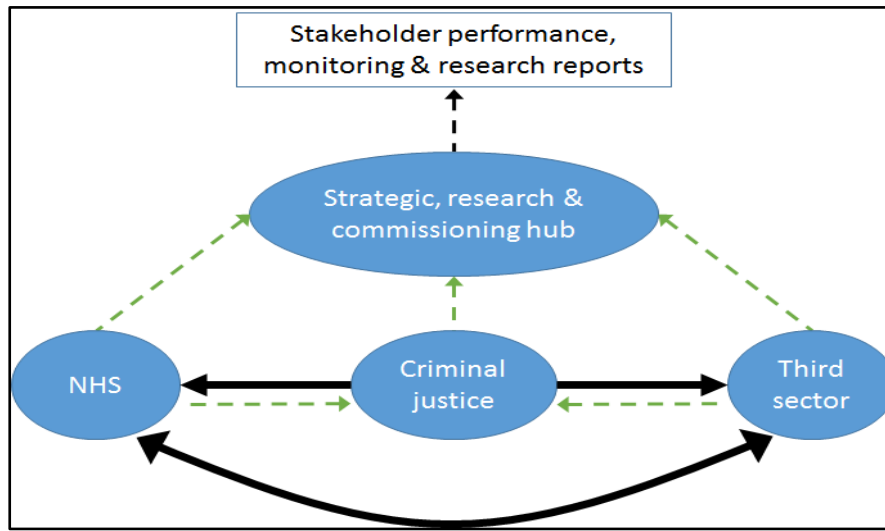 Stakeholder performance,
monitoring & research reports
Strategic, research &
commissioning hub
NHS
Criminal
justice
Third
sector